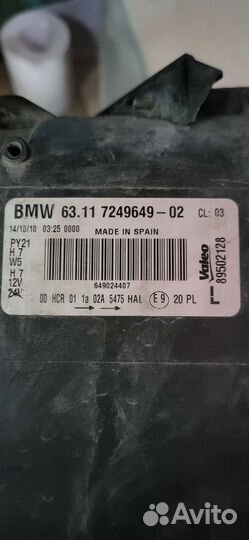 BMW 63.11 7249649-02 CL: 03
14/10/10 03:25 0000 MADE IN SPAIN
PY21
H 7
W5
H 7
12V
24V
649024407
00 HCR 01 1a 02A 5475 HAL E9 20 PL
Valeo
L 89502128
Avito